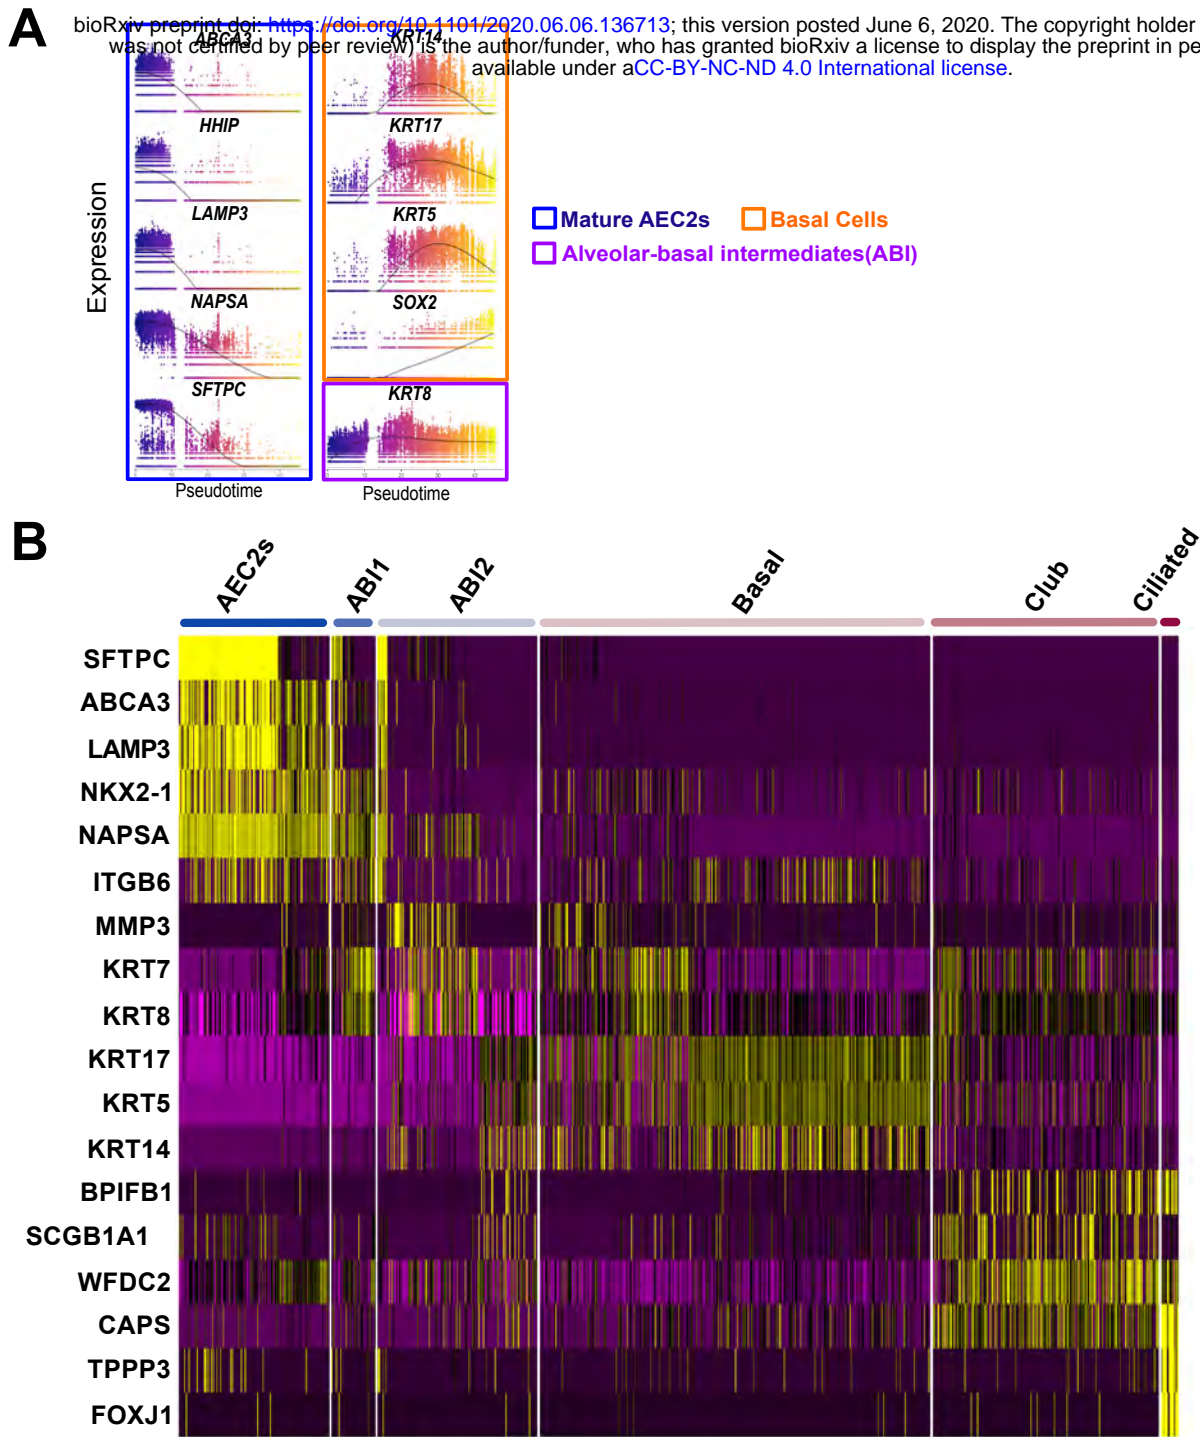 A
bioRxiv preprint doi: https://doi.org/10.1101/2020.06.06.136713; this version posted June 6, 2020. The copyright holder
was not certified by peer review) is the author/funder, who has granted bioRxiv a license to display the preprint in pe
available under aCC-BY-NC-ND 4.0 International license.
ABCA3
KRT14
HHIP
KRT17
LAMP3
KRT5
NAPSA
SOX2
SFTPC
KRT8
Expression
Pseudotime
Pseudotime
Mature AEC2s
Basal Cells
Alveolar-basal intermediates(ABI)
B
AEC2s
ABI1
ABI2
Basal
Club
Ciliated
SFTPC
ABCA3
LAMP3
NKX2-1
NAPSA
ITGB6
MMP3
KRT7
KRT8
KRT17
KRT5
KRT14
BPIFB1
SCGB1A1
WFDC2
CAPS
TPPP3
FOXJ1